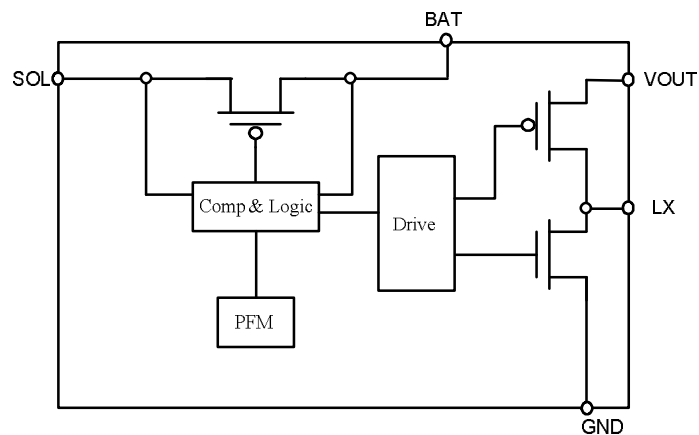 BAT
SOL
VOUT
Comp & Logic
Drive
LX
PFM
GND